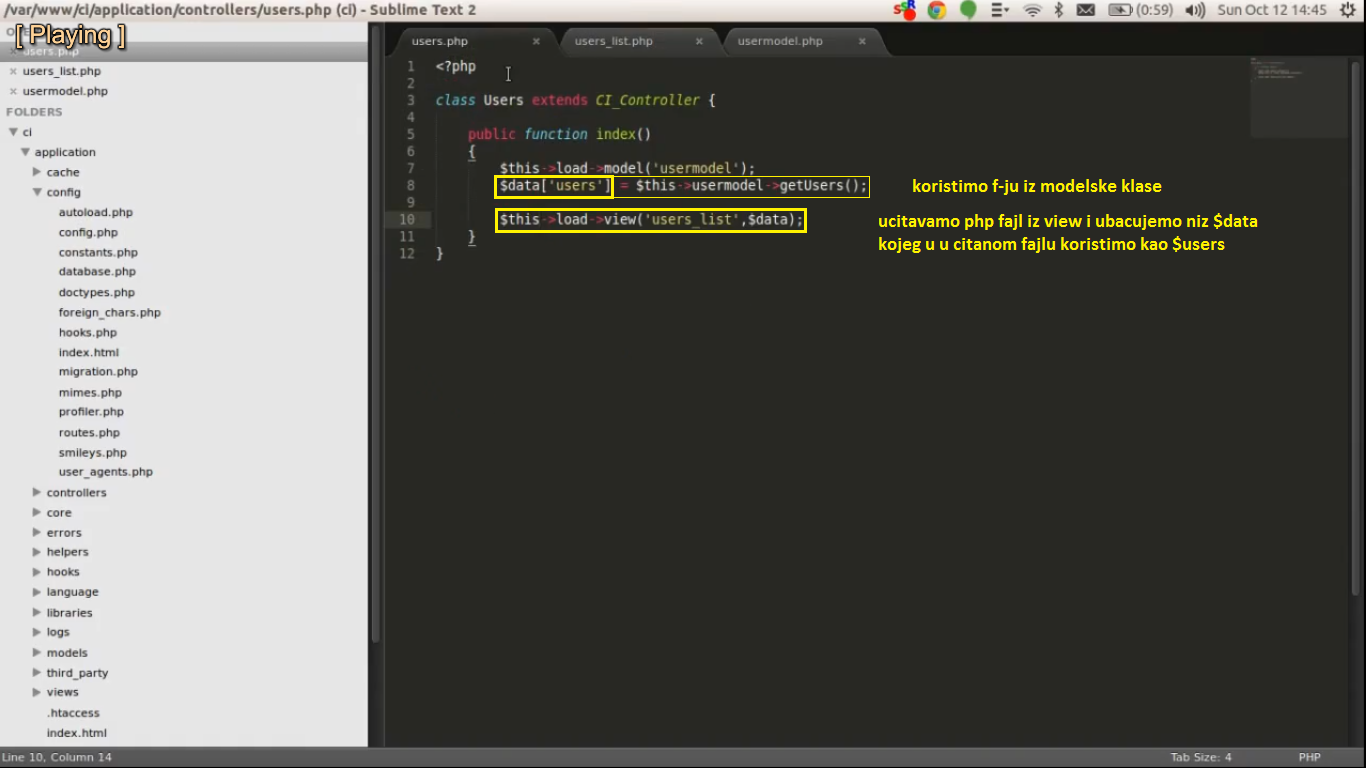 /var/www/ci/application/controllers/users.php (ci) - Sublime Text 2
(0:59)
Sun Oct 12 14:45
[ Playing ]
users.php
users_list.php
usermodel.php
FOLDERS
ci
application
cache
config
autoload.php
config.php
constants.php
database.php
doctypes.php
foreign_chars.php
hooks.php
index.html
migration.php
mimes.php
profiler.php
routes.php
smileys.php
user_agents.php
controllers
core
errors
helpers
hooks
language
libraries
logs
models
third_party
views
.htaccess
index.html
users.php
users_list.php
usermodel.php
1 <?php
2
3 class Users extends CI_Controller {
4
5 public function index()
6 {
7 $this->load->model('usermodel');
8 $data['users'] = $this->usermodel->getUsers();
9
10 $this->load->view('users_list',$data);
11 }
12 }
koristimo f-ju iz modelske klase
ucitavamo php fajl iz view i ubacujemo niz $data
kojeg u u citanom fajlu koristimo kao $users
Line 10, Column 14
Tab Size: 4
PHP